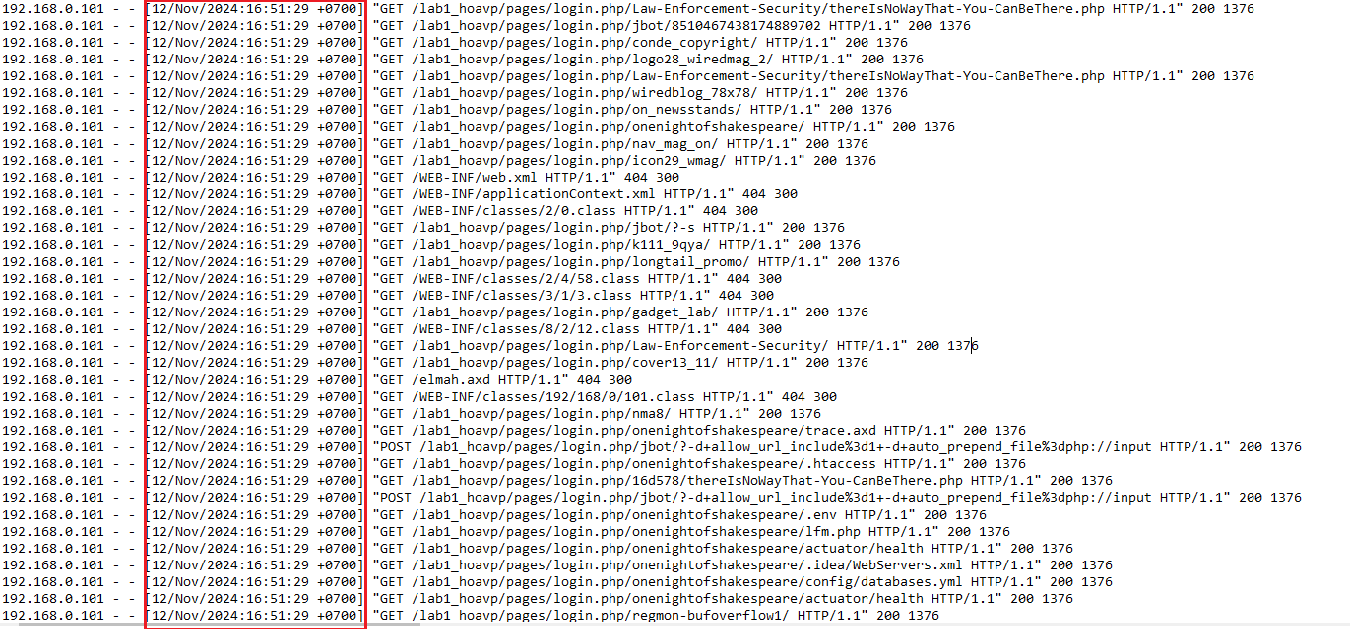 192.168.0.101 - - [12/Nov/2024:16:51:29 +0700] "GET /lab1_hoavp/pages/login.php/Law-Enforcement-Security/thereIsNoWayThat-You-CanBeThere.php HTTP/1.1" 200 1376
192.168.0.101 - - [12/Nov/2024:16:51:29 +0700] "GET /lab1_hoavp/pages/login.php/jbot/8510467438174889702 HTTP/1.1" 200 1376
192.168.0.101 - - [12/Nov/2024:16:51:29 +0700] "GET /lab1_hoavp/pages/login.php/conde_copyright/ HTTP/1.1" 200 1376
192.168.0.101 - - [12/Nov/2024:16:51:29 +0700] "GET /lab1_hoavp/pages/login.php/logo28_wiredmag_2/ HTTP/1.1" 200 1376
192.168.0.101 - - [12/Nov/2024:16:51:29 +0700] "GET /lab1_hoavp/pages/login.php/Law-Enforcement-Security/thereIsNoWayThat-You-CanBeThere.php HTTP/1.1" 200 1376
192.168.0.101 - - [12/Nov/2024:16:51:29 +0700] "GET /lab1_hoavp/pages/login.php/wiredblog_78x78/ HTTP/1.1" 200 1376
192.168.0.101 - - [12/Nov/2024:16:51:29 +0700] "GET /lab1_hoavp/pages/login.php/on_newsstands/ HTTP/1.1" 200 1376
192.168.0.101 - - [12/Nov/2024:16:51:29 +0700] "GET /lab1_hoavp/pages/login.php/onenightofshakespeare/ HTTP/1.1" 200 1376
192.168.0.101 - - [12/Nov/2024:16:51:29 +0700] "GET /lab1_hoavp/pages/login.php/nav_mag_on/ HTTP/1.1" 200 1376
192.168.0.101 - - [12/Nov/2024:16:51:29 +0700] "GET /lab1_hoavp/pages/login.php/icon29_wmag/ HTTP/1.1" 200 1376
192.168.0.101 - - [12/Nov/2024:16:51:29 +0700] "GET /WEB-INF/web.xml HTTP/1.1" 404 300
192.168.0.101 - - [12/Nov/2024:16:51:29 +0700] "GET /WEB-INF/applicationContext.xml HTTP/1.1" 404 300
192.168.0.101 - - [12/Nov/2024:16:51:29 +0700] "GET /WEB-INF/classes/2/0.class HTTP/1.1" 404 300
192.168.0.101 - - [12/Nov/2024:16:51:29 +0700] "GET /lab1_hoavp/pages/login.php/jbot/?-s HTTP/1.1" 200 1376
192.168.0.101 - - [12/Nov/2024:16:51:29 +0700] "GET /lab1_hoavp/pages/login.php/k111_9qya/ HTTP/1.1" 200 1376
192.168.0.101 - - [12/Nov/2024:16:51:29 +0700] "GET /lab1_hoavp/pages/login.php/longtail_promo/ HTTP/1.1" 200 1376
192.168.0.101 - - [12/Nov/2024:16:51:29 +0700] "GET /WEB-INF/classes/2/4/58.class HTTP/1.1" 404 300
192.168.0.101 - - [12/Nov/2024:16:51:29 +0700] "GET /WEB-INF/classes/3/1/3.class HTTP/1.1" 404 300
192.168.0.101 - - [12/Nov/2024:16:51:29 +0700] "GET /lab1_hoavp/pages/login.php/gadget_lab/ HTTP/1.1" 200 1376
192.168.0.101 - - [12/Nov/2024:16:51:29 +0700] "GET /WEB-INF/classes/8/2/12.class HTTP/1.1" 404 300
192.168.0.101 - - [12/Nov/2024:16:51:29 +0700] "GET /lab1_hoavp/pages/login.php/Law-Enforcement-Security/ HTTP/1.1" 200 1376
192.168.0.101 - - [12/Nov/2024:16:51:29 +0700] "GET /lab1_hoavp/pages/login.php/cover13_11/ HTTP/1.1" 200 1376
192.168.0.101 - - [12/Nov/2024:16:51:29 +0700] "GET /elmah.axd HTTP/1.1" 404 300
192.168.0.101 - - [12/Nov/2024:16:51:29 +0700] "GET /WEB-INF/classes/192/168/0/101.class HTTP/1.1" 404 300
192.168.0.101 - - [12/Nov/2024:16:51:29 +0700] "GET /lab1_hoavp/pages/login.php/nma8/ HTTP/1.1" 200 1376
192.168.0.101 - - [12/Nov/2024:16:51:29 +0700] "GET /lab1_hoavp/pages/login.php/onenightofshakespeare/trace.axd HTTP/1.1" 200 1376
192.168.0.101 - - [12/Nov/2024:16:51:29 +0700] "POST /lab1_hoavp/pages/login.php/jbot/?-d+allow_url_include%3d1+-d+auto_prepend_file%3dphp://input HTTP/1.1" 200 1376
192.168.0.101 - - [12/Nov/2024:16:51:29 +0700] "GET /lab1_hoavp/pages/login.php/onenightofshakespeare/.htaccess HTTP/1.1" 200 1376
192.168.0.101 - - [12/Nov/2024:16:51:29 +0700] "GET /lab1_hoavp/pages/login.php/16d578/thereIsNoWayThat-You-CanBeThere.php HTTP/1.1" 200 1376
192.168.0.101 - - [12/Nov/2024:16:51:29 +0700] "POST /lab1_hoavp/pages/login.php/jbot/?-d+allow_url_include%3d1+-d+auto_prepend_file%3dphp://input HTTP/1.1" 200 1376
192.168.0.101 - - [12/Nov/2024:16:51:29 +0700] "GET /lab1_hoavp/pages/login.php/onenightofshakespeare/.env HTTP/1.1" 200 1376
192.168.0.101 - - [12/Nov/2024:16:51:29 +0700] "GET /lab1_hoavp/pages/login.php/onenightofshakespeare/lfm.php HTTP/1.1" 200 1376
192.168.0.101 - - [12/Nov/2024:16:51:29 +0700] "GET /lab1_hoavp/pages/login.php/onenightofshakespeare/actuator/health HTTP/1.1" 200 1376
192.168.0.101 - - [12/Nov/2024:16:51:29 +0700] "GET /lab1_hoavp/pages/login.php/onenightofshakespeare/.idea/WebServers.xml HTTP/1.1" 200 1376
192.168.0.101 - - [12/Nov/2024:16:51:29 +0700] "GET /lab1_hoavp/pages/login.php/onenightofshakespeare/config/databases.yml HTTP/1.1" 200 1376
192.168.0.101 - - [12/Nov/2024:16:51:29 +0700] "GET /lab1_hoavp/pages/login.php/onenightofshakespeare/actuator/health HTTP/1.1" 200 1376
192.168.0.101 - - [12/Nov/2024:16:51:29 +0700] "GET /lab1_hoavp/pages/login.php/regmon-bufoverflow1/ HTTP/1.1" 200 1376